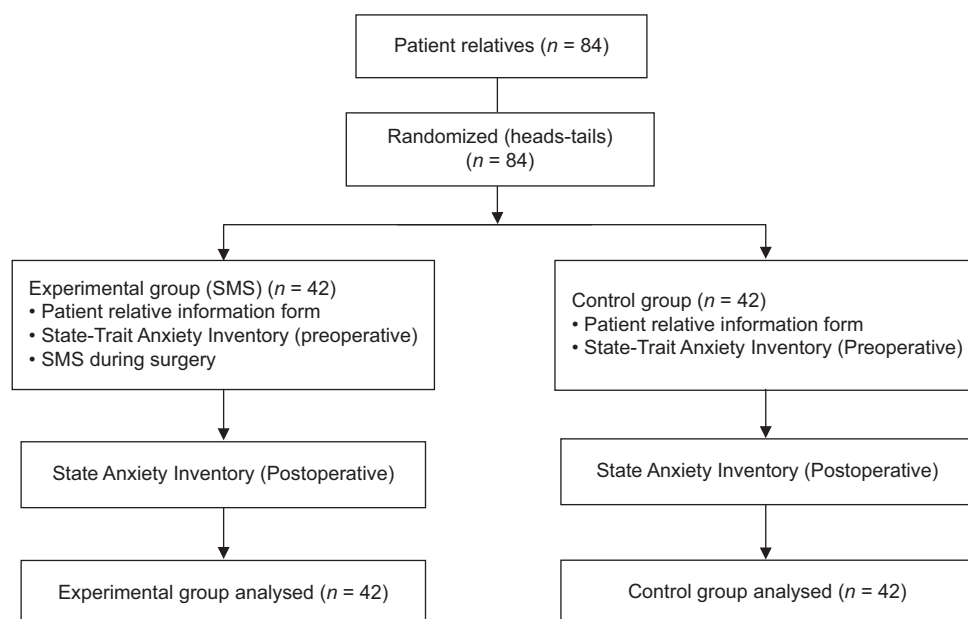 Patient relatives (n = 84)
Randomized (heads-tails)
(n = 84)
Experimental group (SMS) (n = 42)
• Patient relative information form
• State-Trait Anxiety Inventory (preoperative)
• SMS during surgery
Control group (n = 42)
• Patient relative information form
• State-Trait Anxiety Inventory (Preoperative)
State Anxiety Inventory (Postoperative)
State Anxiety Inventory (Postoperative)
Experimental group analysed (n = 42)
Control group analysed (n = 42)